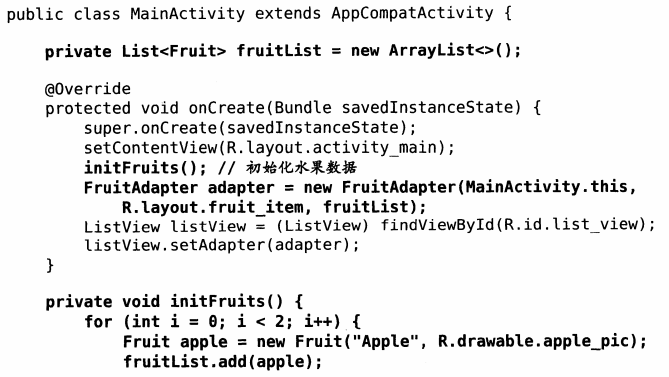 public class MainActivity extends AppCompatActivity {
private List<Fruit> fruitList = new ArrayList<>();
@Override
protected void onCreate(Bundle savedInstanceState) {
super.onCreate(savedInstanceState);
setContentView(R.layout.activity_main);
initFruits(); // 初始化水果数据
FruitAdapter adapter = new FruitAdapter(MainActivity.this,
R.layout.fruit_item, fruitList);
ListView listView = (ListView) findViewById(R.id.list_view);
listView.setAdapter(adapter);
}
private void initFruits() {
for (int i = 0; i < 2; i++) {
Fruit apple = new Fruit("Apple", R.drawable.apple_pic);
fruitList.add(apple);